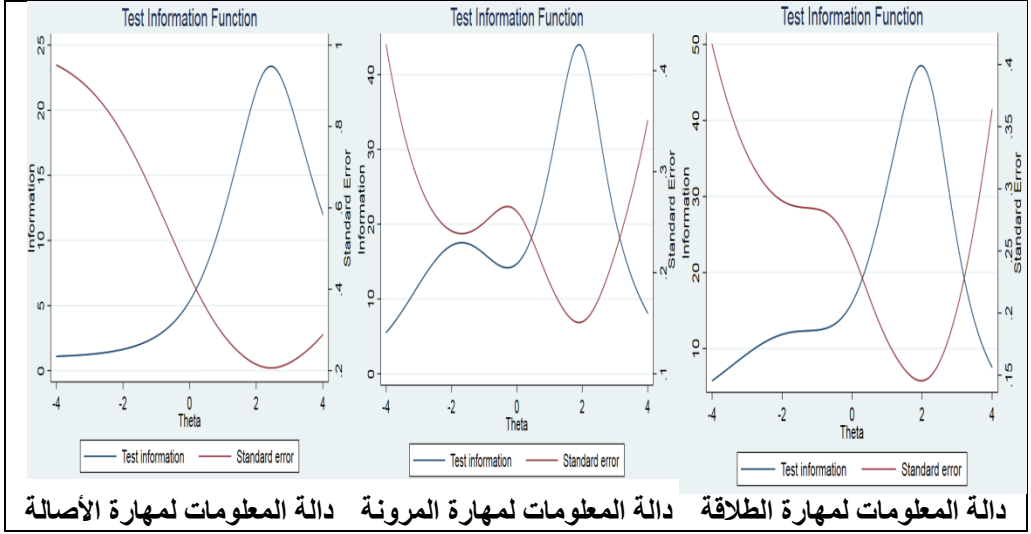 Test Information Function
25
20
15
10
5
0
Information
1
.8
.6
.4
.2
Standard Error
-4 -2 0 2 4
Theta
Test information Standard error
Test Information Function
40
30
20
10
0
Information
.4
.3
.2
.1
Standard Error
-4 -2 0 2 4
Theta
Test information Standard error
Test Information Function
50
40
30
20
10
Information
.4
.35
.3
.25
.2
.15
Standard Error
-4 -2 0 2 4
Theta
Test information Standard error
دالة المعلومات لمهارة الطلاقة دالة المعلومات لمهارة المرونة دالة المعلومات لمهارة الأصالة